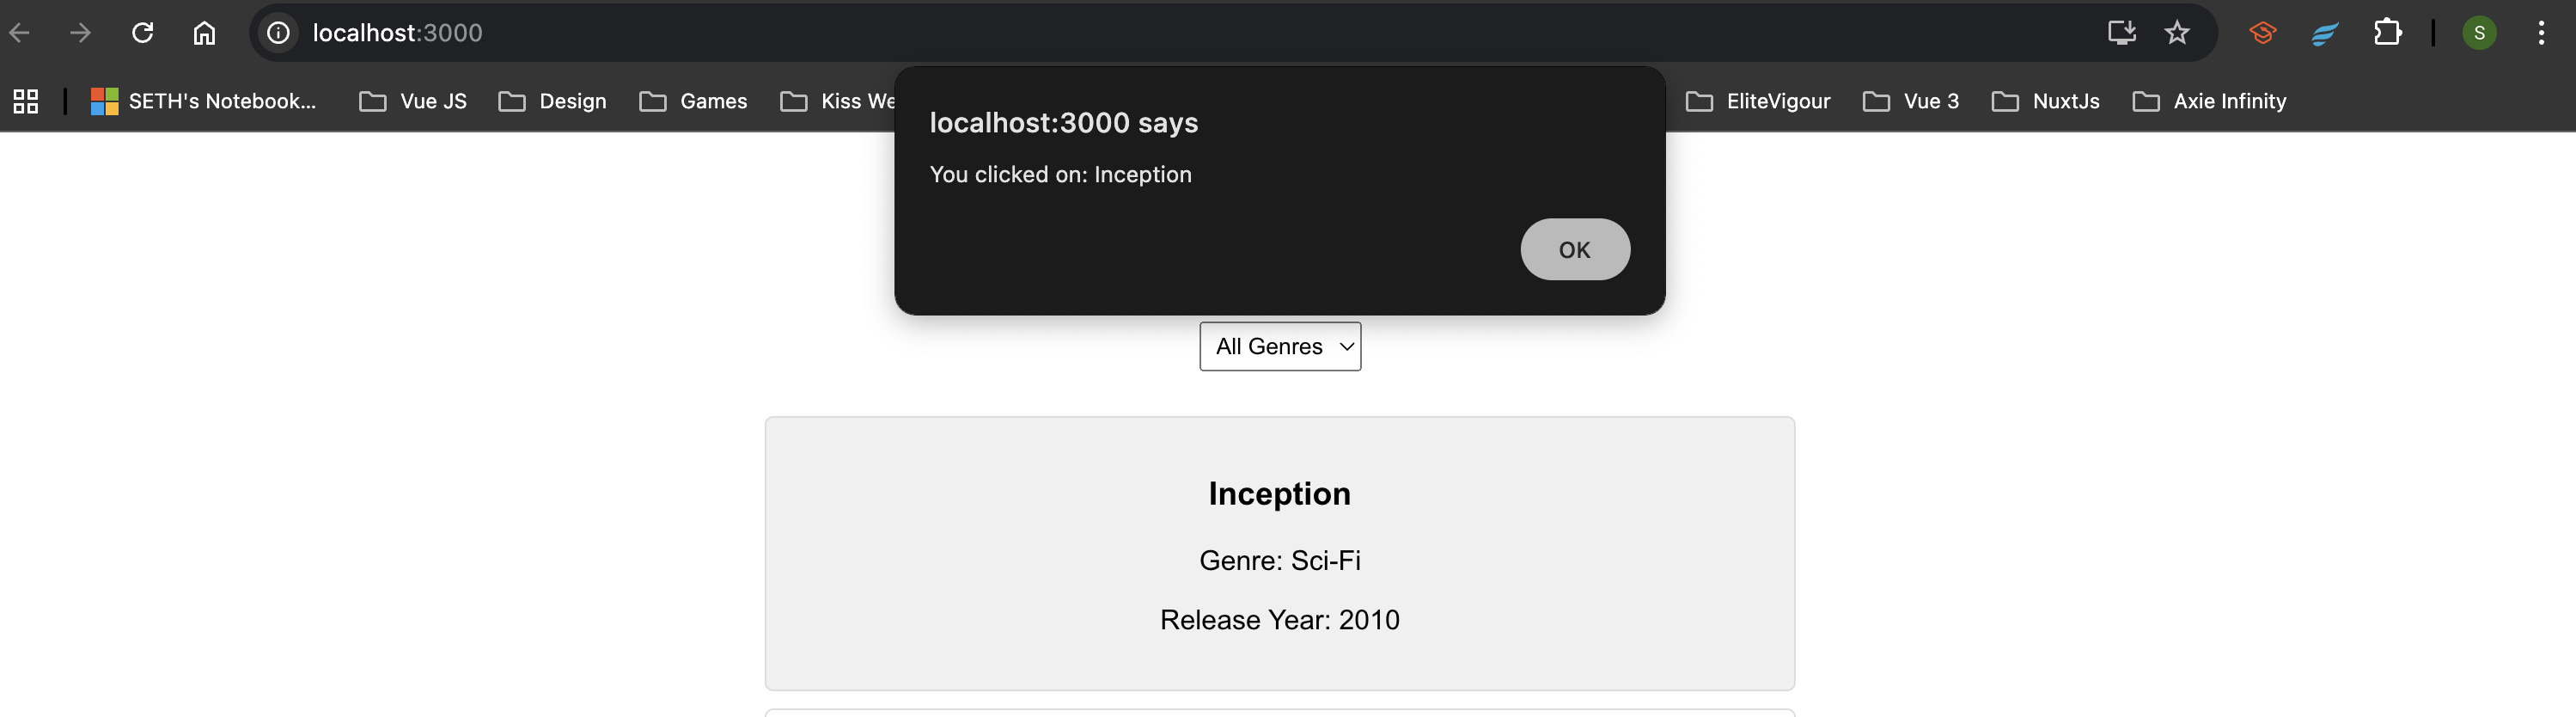 localhost:3000
S
SETH's Notebook...
Vue JS
Design
Games
Kiss We
EliteVigour
Vue 3
NuxtJs
Axie Infinity
localhost:3000 says
You clicked on: Inception
OK
All Genres
Inception
Genre: Sci-Fi
Release Year: 2010